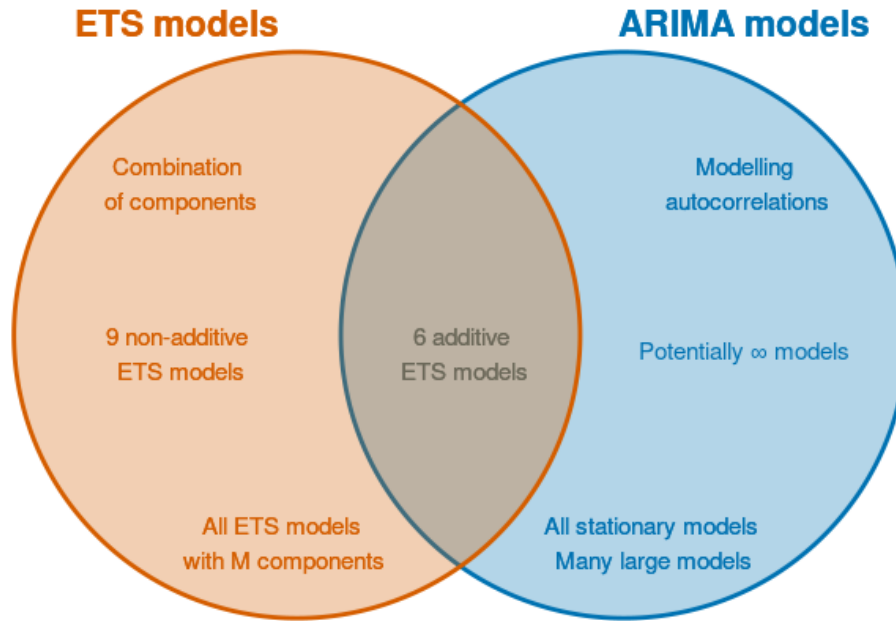 ETS models
ARIMA models
Combination
of components
Modelling
autocorrelations
9 non-additive
ETS models
6 additive
ETS models
Potentially ∞ models
All ETS models
with M components
All stationary models
Many large models